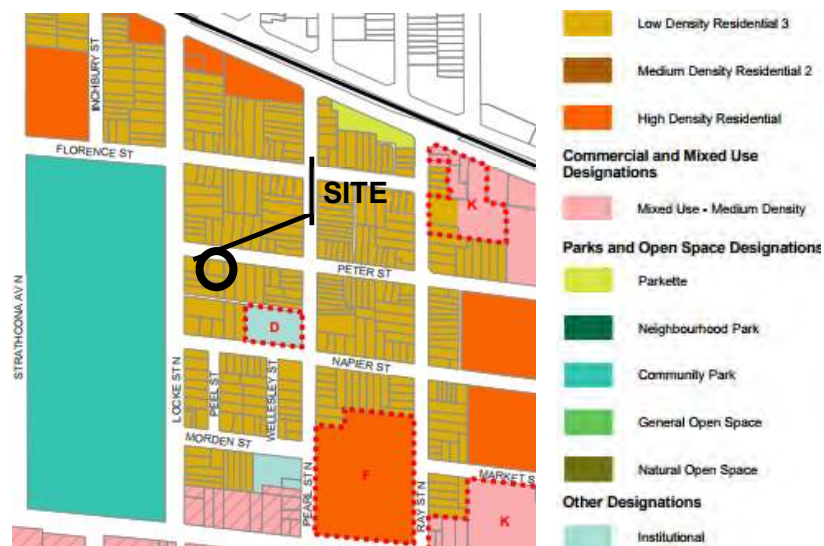 INCHBURY ST
FLORENCE ST
SITE
K
PETER ST
STRATHCONA AV N
D
NAPIER ST
LOCKE ST N
PEEL ST
WELLESLEY ST
MORDEN ST
PEARL ST N
F
RAY ST N
MARKET S
K
Low Density Residential 3
Medium Density Residential 2
High Density Residential
Commercial and Mixed Use
Designations
Mixed Use - Medium Density
Parks and Open Space Designations
Parkette
Neighbourhood Park
Community Park
General Open Space
Natural Open Space
Other Designations
Institutional